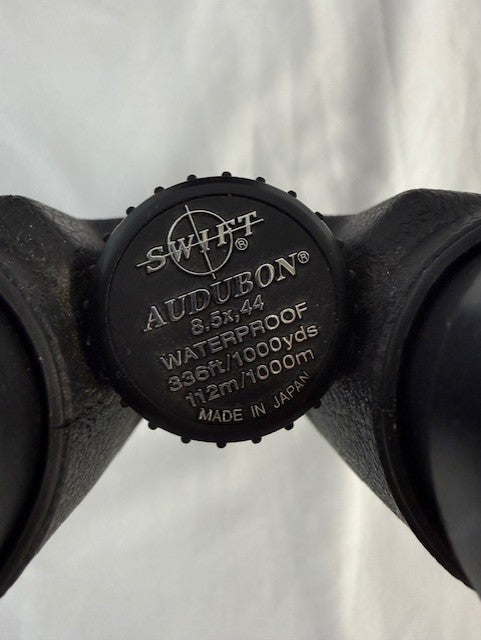 SWIFT®
AUDUBON®
8.5x,44
WATERPROOF
336ft/1000yds
112m/1000m
MADE IN JAPAN